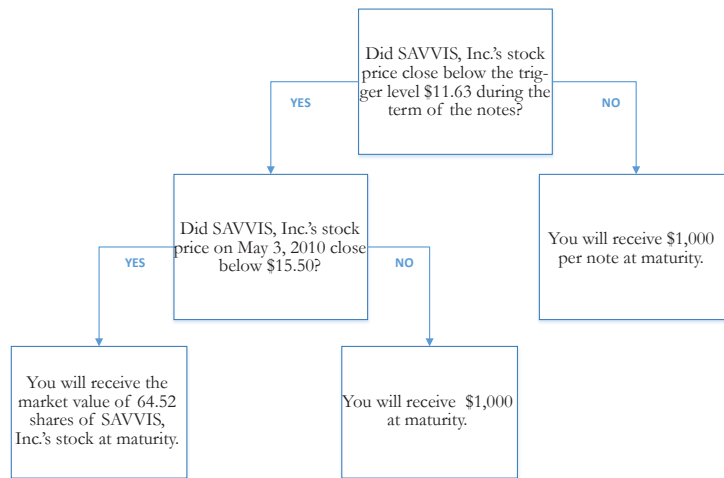 Did SAVVIS, Inc.'s stock
price close below the trig-
ger level $11.63 during the
term of the notes?
YES
NO
Did SAVVIS, Inc.'s stock
price on May 3, 2010 close
below $15.50?
You will receive $1,000
per note at maturity.
YES
NO
You will receive the
market value of 64.52
shares of SAVVIS,
Inc.'s stock at maturity.
You will receive $1,000
at maturity.